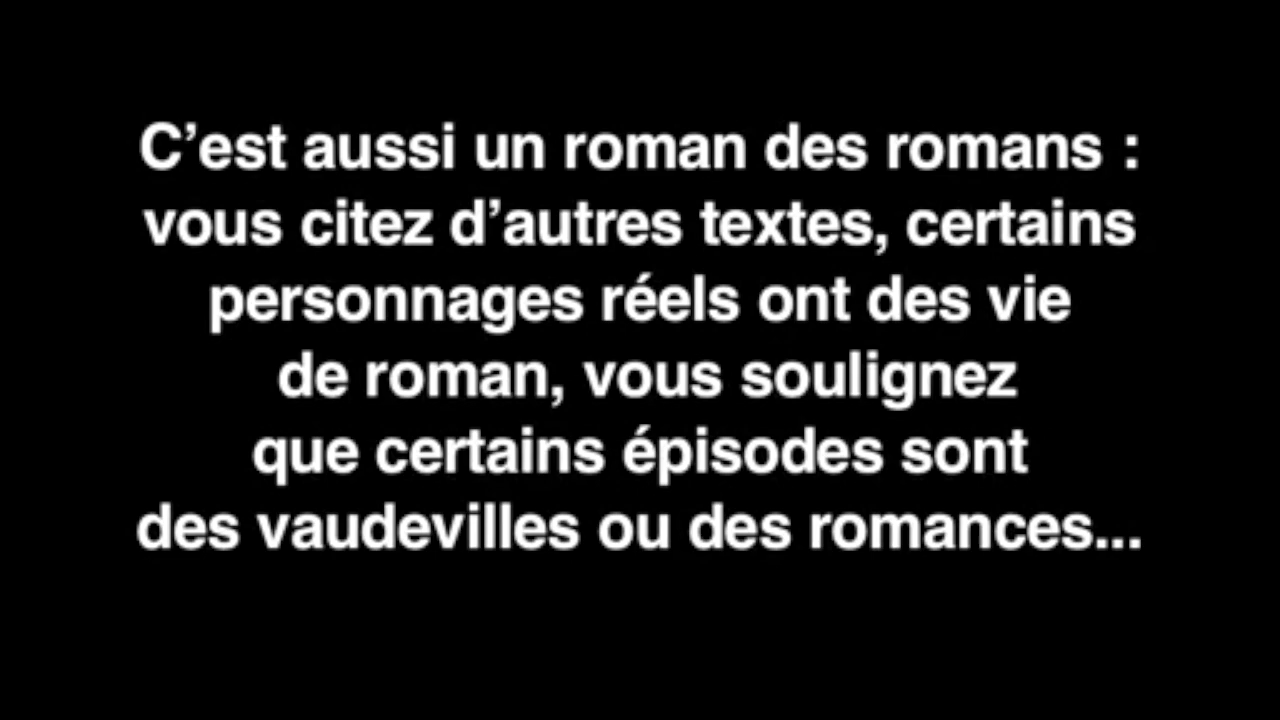 C’est aussi un roman des romans :
vous citez d’autres textes, certains
personnages réels ont des vie
de roman, vous soulignez
que certains épisodes sont
des vaudevilles ou des romances...